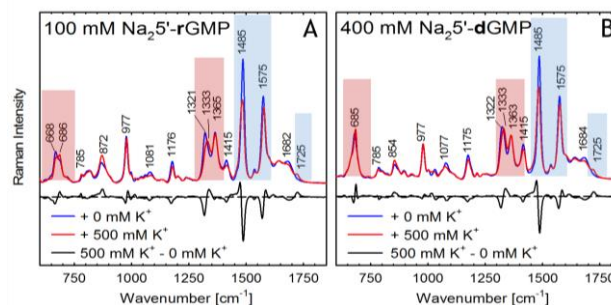 100 mM Na₂5'-rGMP A
668
686
785
872
977
1081
1176
1321
1333
1365
1415
1485
1575
1682
1725
+ 0 mM K⁺
+ 500 mM K⁺
500 mM K⁺ - 0 mM K⁺
750 1000 1250 1500 1750
Wavenumber [cm⁻¹]
Raman Intensity
400 mM Na₂5'-dGMP B
685
785
854
977
1077
1175
1322
1333
1363
1415
1485
1575
1684
1725
+ 0 mM K⁺
+ 500 mM K⁺
500 mM K⁺ - 0 mM K⁺
750 1000 1250 1500 1750
Wavenumber [cm⁻¹]